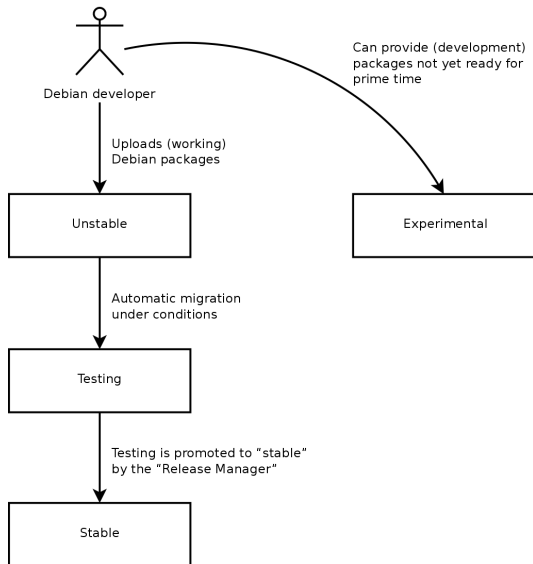 Can provide (development)
packages not yet ready for
prime time
Debian developer
Uploads (working)
Debian packages
Unstable
Experimental
Automatic migration
under conditions
Testing
Testing is promoted to “stable”
by the “Release Manager”
Stable